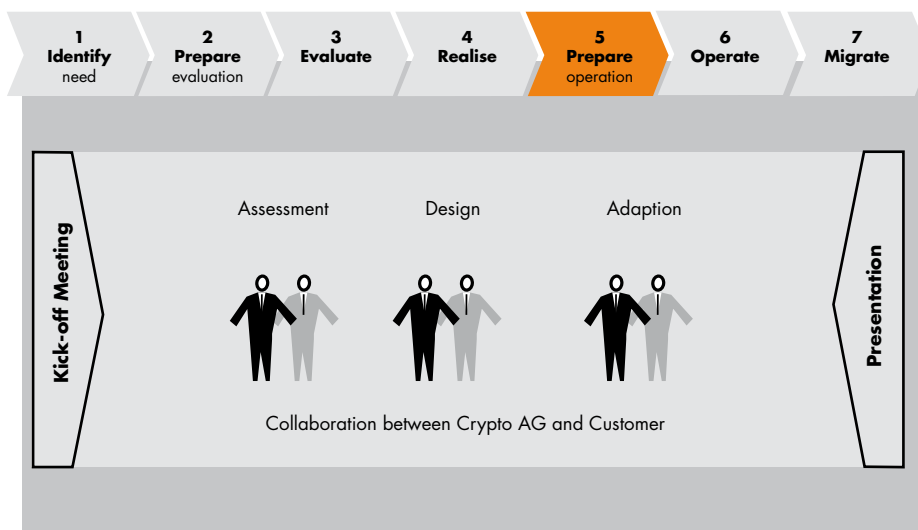 1
Identify
need
2
Prepare
evaluation
3
Evaluate
4
Realise
5
Prepare
operation
6
Operate
7
Migrate
Kick-off Meeting
Assessment
Design
Adaption
Presentation
Collaboration between Crypto AG and Customer